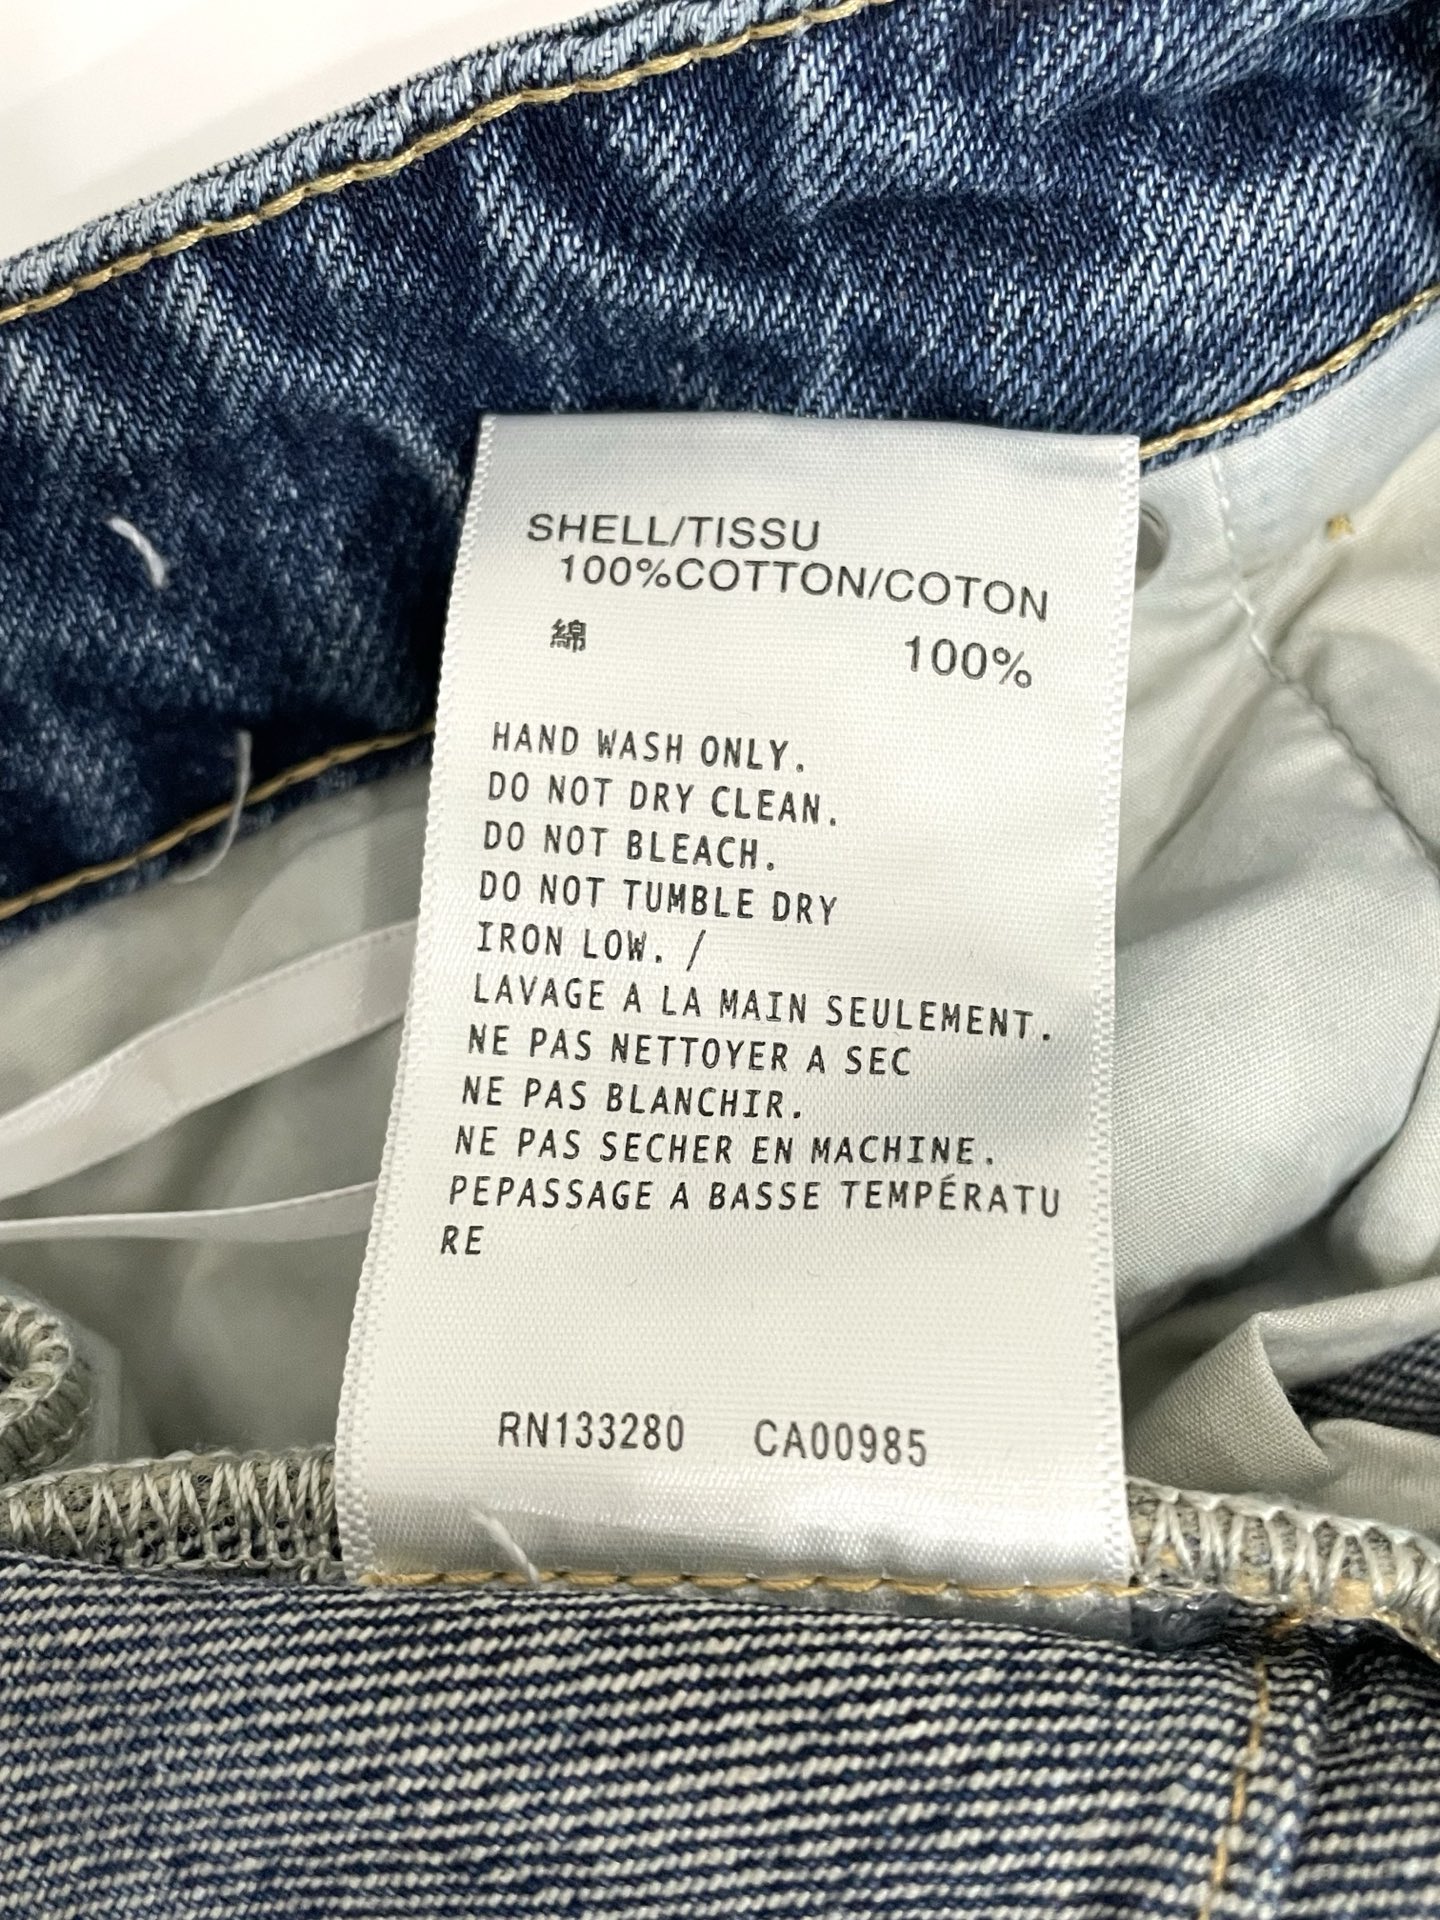 SHELL/TISSU
100%COTTON/COTON
綿 100%
HAND WASH ONLY.
DO NOT DRY CLEAN.
DO NOT BLEACH.
DO NOT TUMBLE DRY
IRON LOW. /
LAVAGE A LA MAIN SEULEMENT.
NE PAS NETTOYER A SEC
NE PAS BLANCHIR.
NE PAS SECHER EN MACHINE.
PEPASSAGE A BASSE TEMPÉRATU
RE
RN133280 CA00985